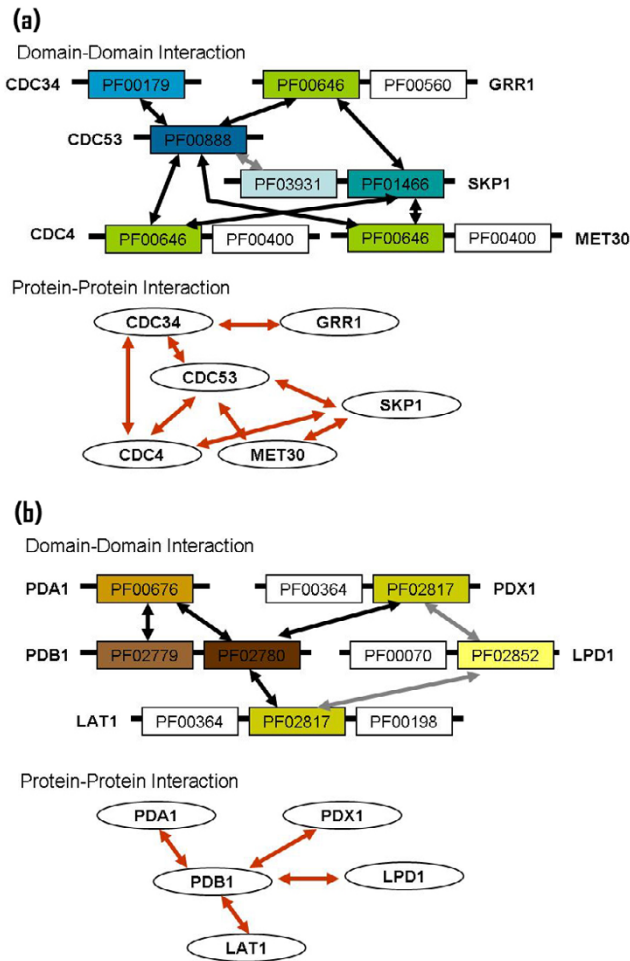 (a)
Domain-Domain Interaction
CDC34 PF00179 PF00646 PF00560 GRR1
CDC53 PF00888
PF03931 PF01466 SKP1
CDC4 PF00646 PF00400 PF00646 PF00400 MET30
Protein-Protein Interaction
CDC34 GRR1
CDC53
SKP1
CDC4 MET30
(b)
Domain-Domain Interaction
PDA1 PF00676 PF00364 PF02817 PDX1
PDB1 PF02779 PF02780 PF00070 PF02852 LPD1
LAT1 PF00364 PF02817 PF00198
Protein-Protein Interaction
PDA1 PDX1
PDB1 LPD1
LAT1